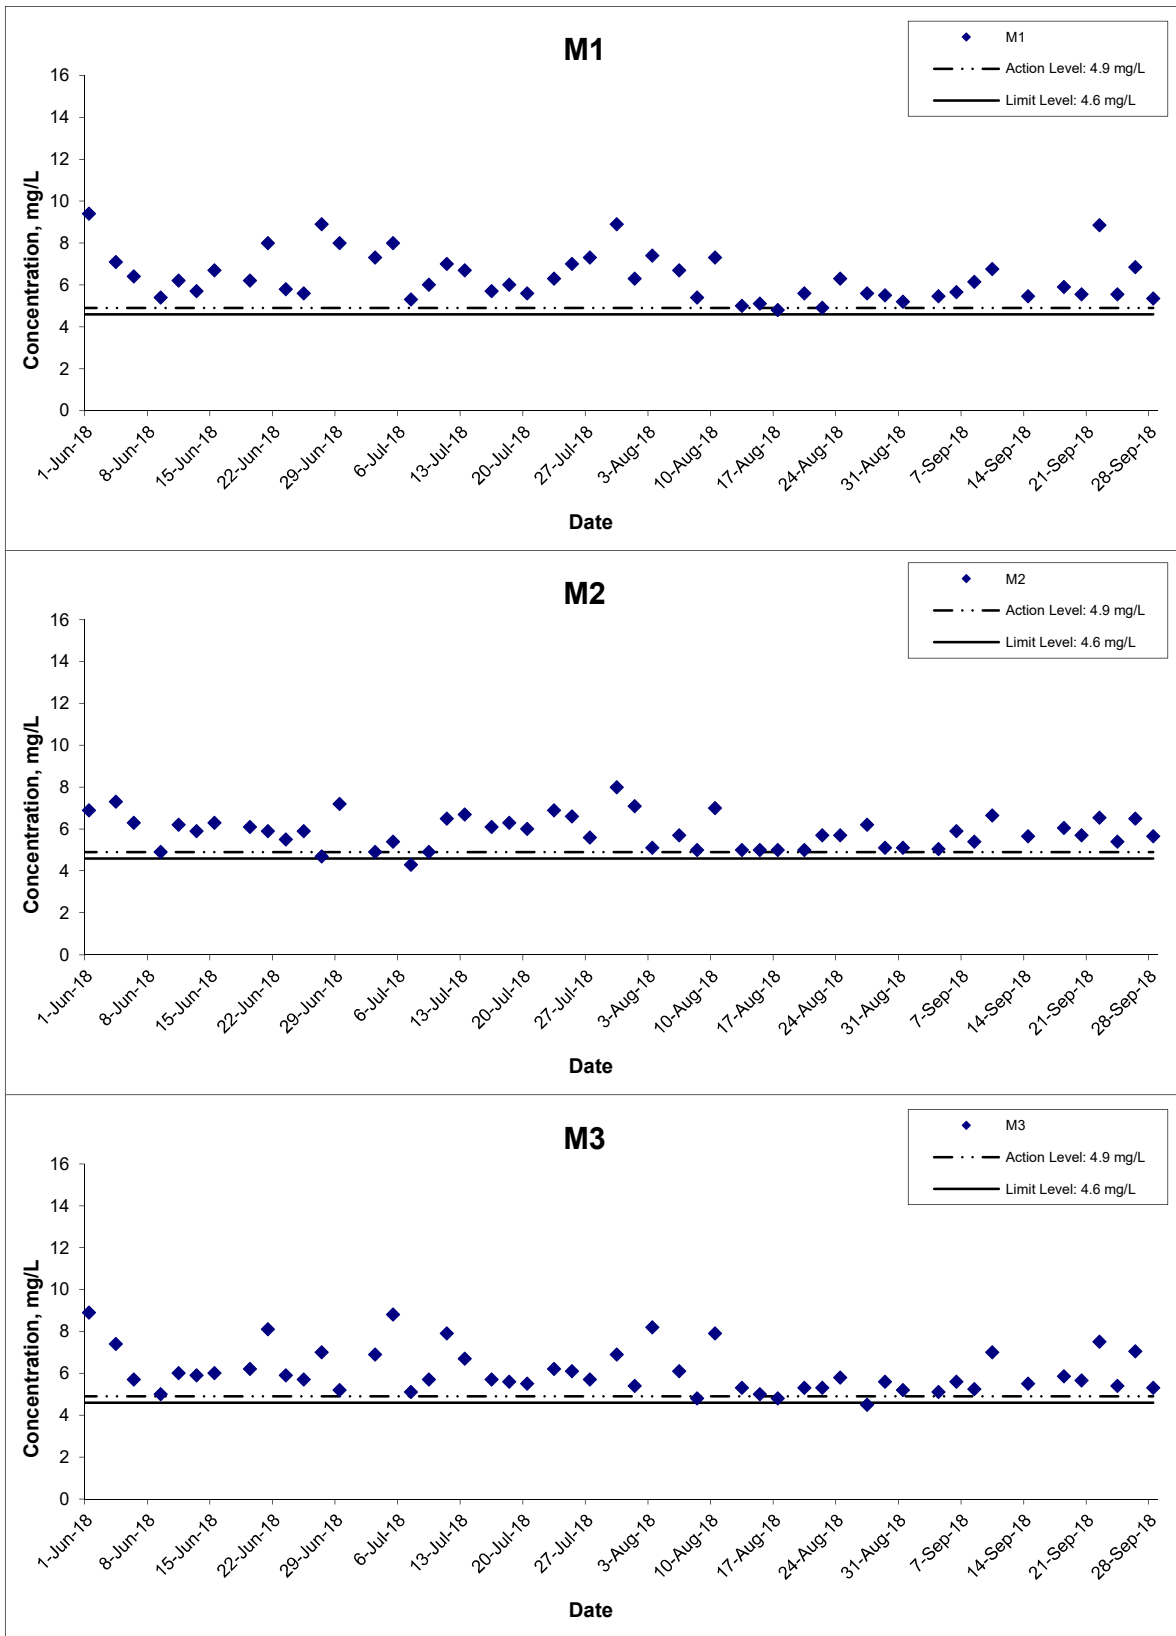 M1
M1
Action Level: 4.9 mg/L
Limit Level: 4.6 mg/L
Concentration, mg/L
16
14
12
10
8
6
4
2
0
1-Jun-18
8-Jun-18
15-Jun-18
22-Jun-18
29-Jun-18
6-Jul-18
13-Jul-18
20-Jul-18
27-Jul-18
3-Aug-18
10-Aug-18
17-Aug-18
24-Aug-18
31-Aug-18
7-Sep-18
14-Sep-18
21-Sep-18
28-Sep-18
Date
M2
M2
Action Level: 4.9 mg/L
Limit Level: 4.6 mg/L
Concentration, mg/L
16
14
12
10
8
6
4
2
0
1-Jun-18
8-Jun-18
15-Jun-18
22-Jun-18
29-Jun-18
6-Jul-18
13-Jul-18
20-Jul-18
27-Jul-18
3-Aug-18
10-Aug-18
17-Aug-18
24-Aug-18
31-Aug-18
7-Sep-18
14-Sep-18
21-Sep-18
28-Sep-18
Date
M3
M3
Action Level: 4.9 mg/L
Limit Level: 4.6 mg/L
Concentration, mg/L
16
14
12
10
8
6
4
2
0
1-Jun-18
8-Jun-18
15-Jun-18
22-Jun-18
29-Jun-18
6-Jul-18
13-Jul-18
20-Jul-18
27-Jul-18
3-Aug-18
10-Aug-18
17-Aug-18
24-Aug-18
31-Aug-18
7-Sep-18
14-Sep-18
21-Sep-18
28-Sep-18
Date